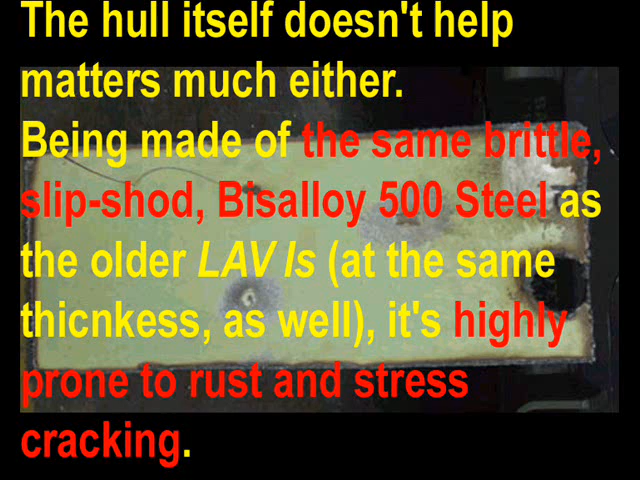 The hull itself doesn't help
matters much either.
Being made of the same brittle,
slip-shod, Bisalloy 500 Steel as
the older LAV Is (at the same
thicnkess, as well), it's highly
prone to rust and stress
cracking.